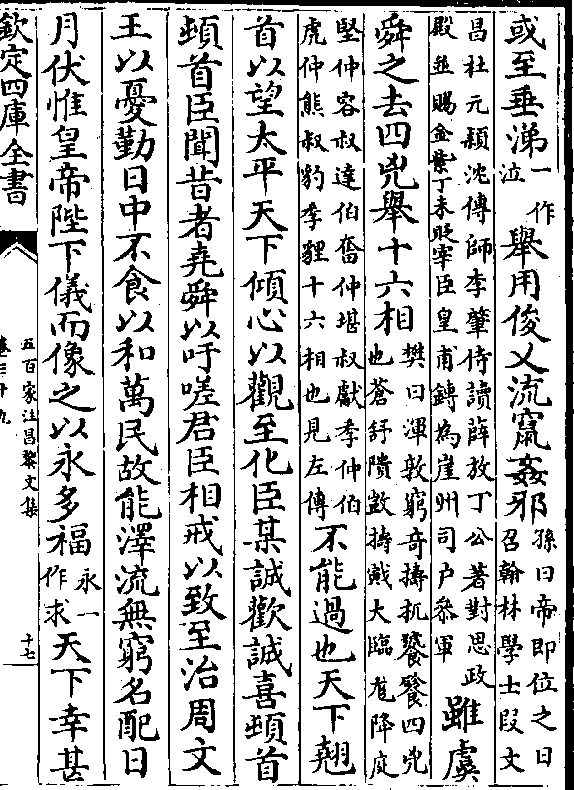 或至垂涕一作泣舉用俊乂流竄姦邪孫曰帝即位之日召翰林學士段文
昌杜元穎沈傳師李肇侍讀薛放丁公著對思政殿並賜金紫丁未貶宰臣皇甫鎛為崖州司户參軍雖虞
舜之去四兇舉十六相樊曰渾敦窮奇擣杌饕餮四兇也蒼舒隤敳擣戭大臨尨降庭
堅仲容叔達伯奮仲堪叔獻季仲伯虎仲熊叔豹季貍十六相也見左傳不能過也天下翹
首以望太平天下傾心以觀至化臣某誠歡誠喜頓首
頓首臣聞昔者堯舜以吁嗟君臣相戒以致至治周文
王以憂勤日中不食以和萬民故能澤流無窮名配日
月伏惟皇帝陛下儀而像之以永多福永一作求天下幸甚
欽定四庫全書
五百家注昌黎文集
卷三十九
十七